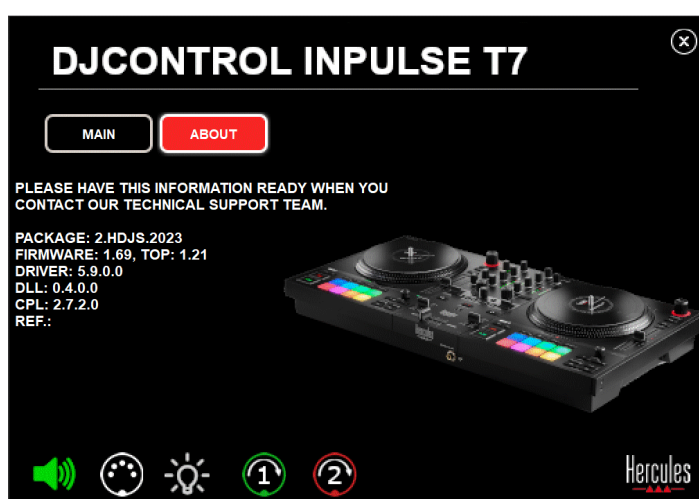 DJCONTROL INPULSE T7
MAIN
ABOUT
PLEASE HAVE THIS INFORMATION READY WHEN YOU
CONTACT OUR TECHNICAL SUPPORT TEAM.
PACKAGE: 2.HDJS.2023
FIRMWARE: 1.69, TOP: 1.21
DRIVER: 5.9.0.0
DLL: 0.4.0.0
CPL: 2.7.2.0
REF.:
1
2
Hercules